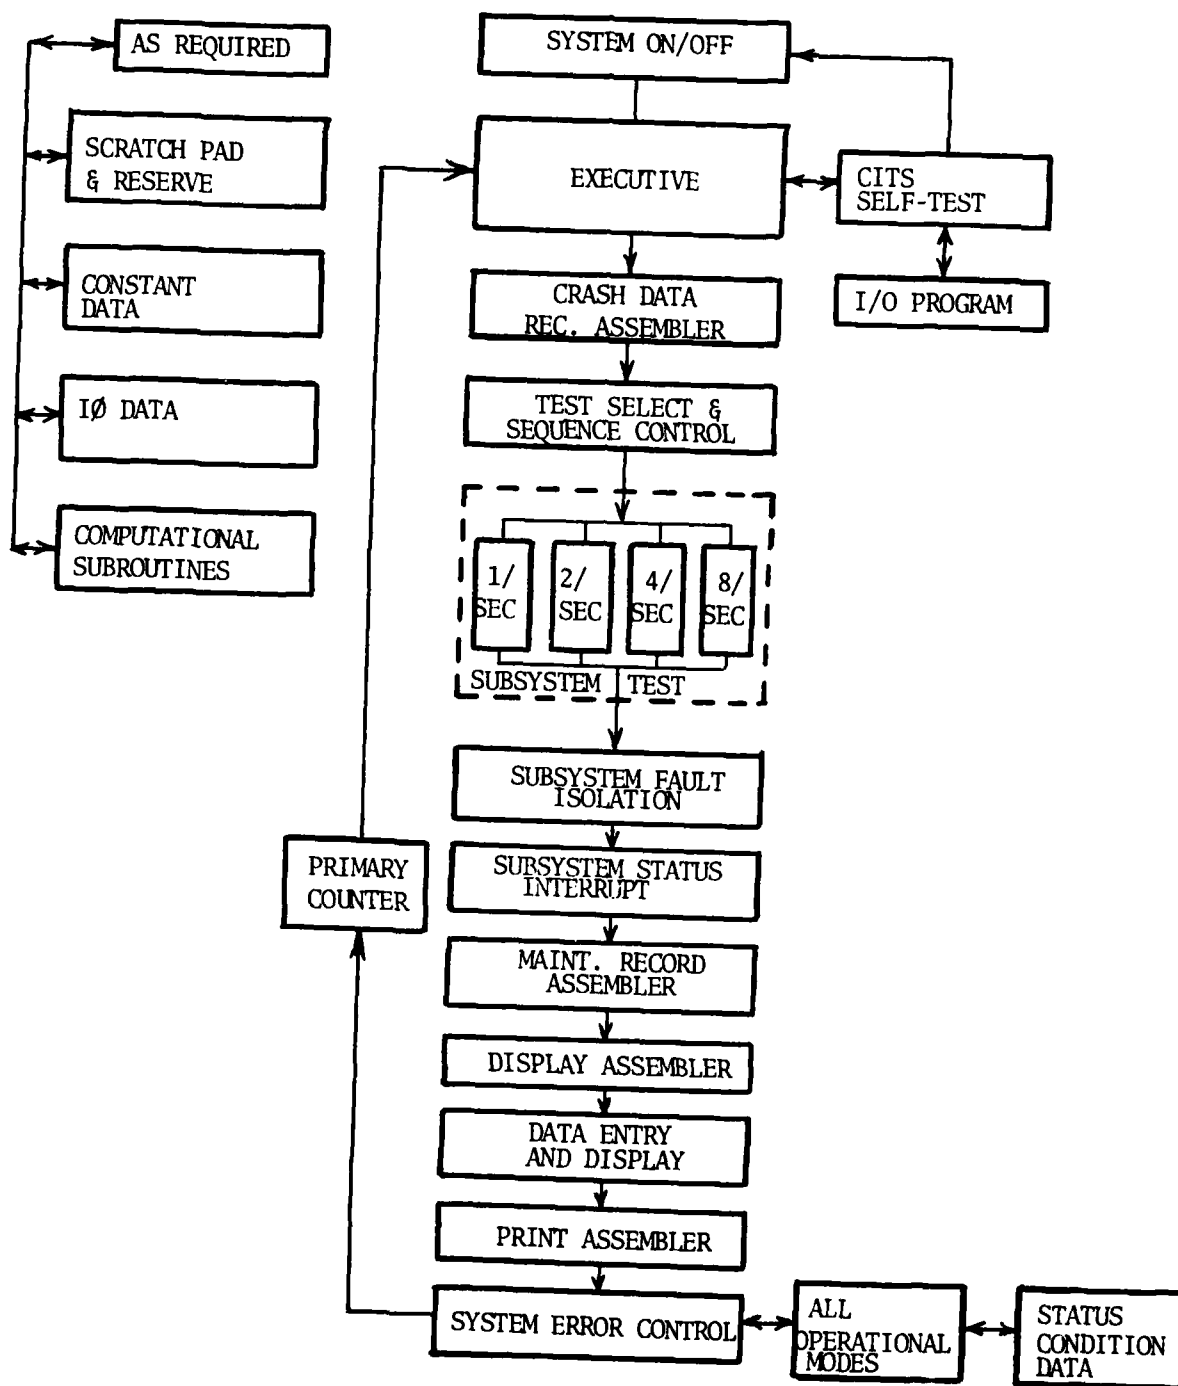 AS REQUIRED
SCRATCH PAD
& RESERVE
CONSTANT
DATA
IØ DATA
COMPUTATIONAL
SUBROUTINES
SYSTEM ON/OFF
EXECUTIVE
CITS
SELF-TEST
I/O PROGRAM
CRASH DATA
REC. ASSEMBLER
TEST SELECT &
SEQUENCE CONTROL
1/
SEC
2/
SEC
4/
SEC
8/
SEC
SUBSYSTEM TEST
SUBSYSTEM FAULT
ISOLATION
SUBSYSTEM STATUS
INTERRUPT
PRIMARY
COUNTER
MAINT. RECORD
ASSEMBLER
DISPLAY ASSEMBLER
DATA ENTRY
AND DISPLAY
PRINT ASSEMBLER
SYSTEM ERROR CONTROL
ALL
OPERATIONAL
MODES
STATUS
CONDITION
DATA